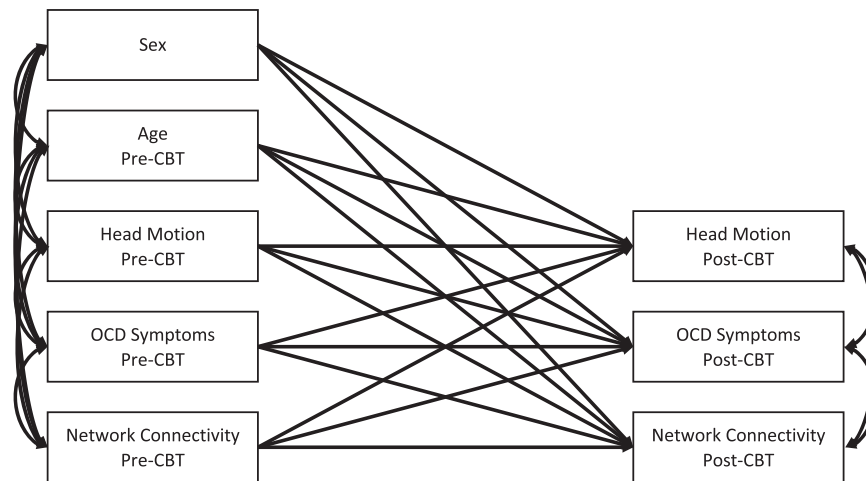 Sex
Age
Pre-CBT
Head Motion
Pre-CBT
OCD Symptoms
Pre-CBT
Network Connectivity
Pre-CBT
Head Motion
Post-CBT
OCD Symptoms
Post-CBT
Network Connectivity
Post-CBT